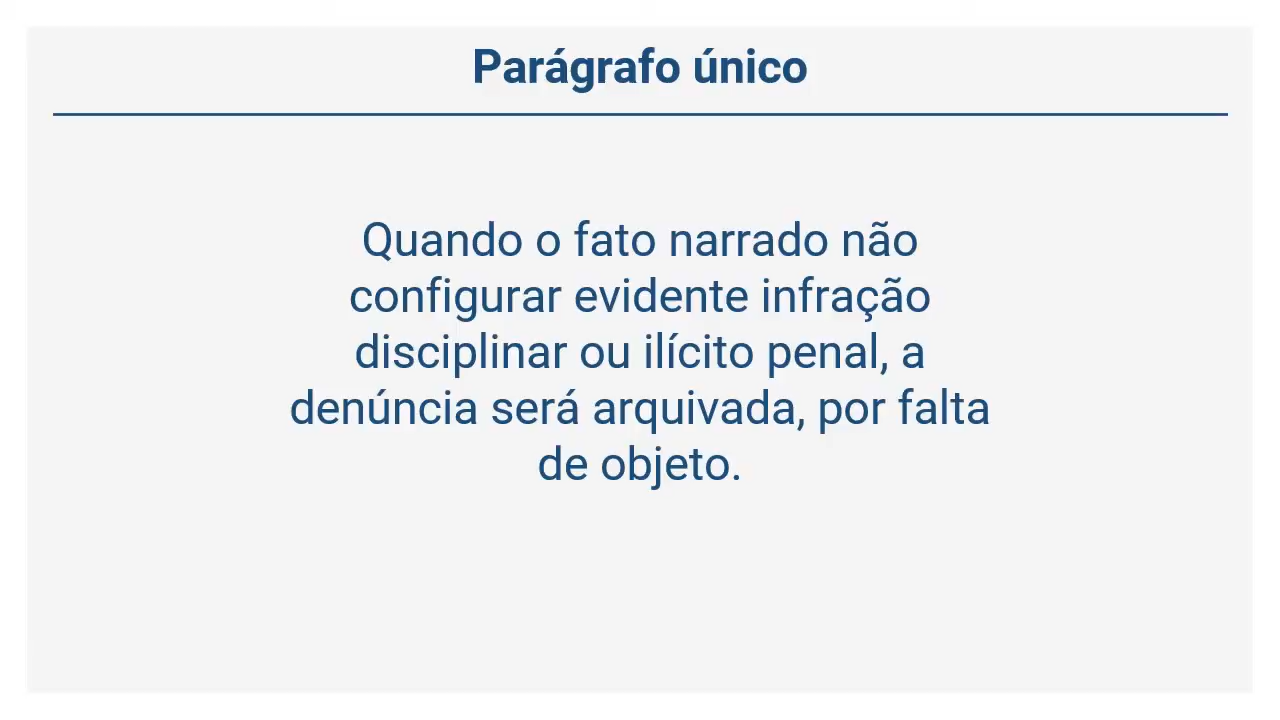 Parágrafo único
Quando o fato narrado não
configurar evidente infração
disciplinar ou ilícito penal, a
denúncia será arquivada, por falta
de objeto.